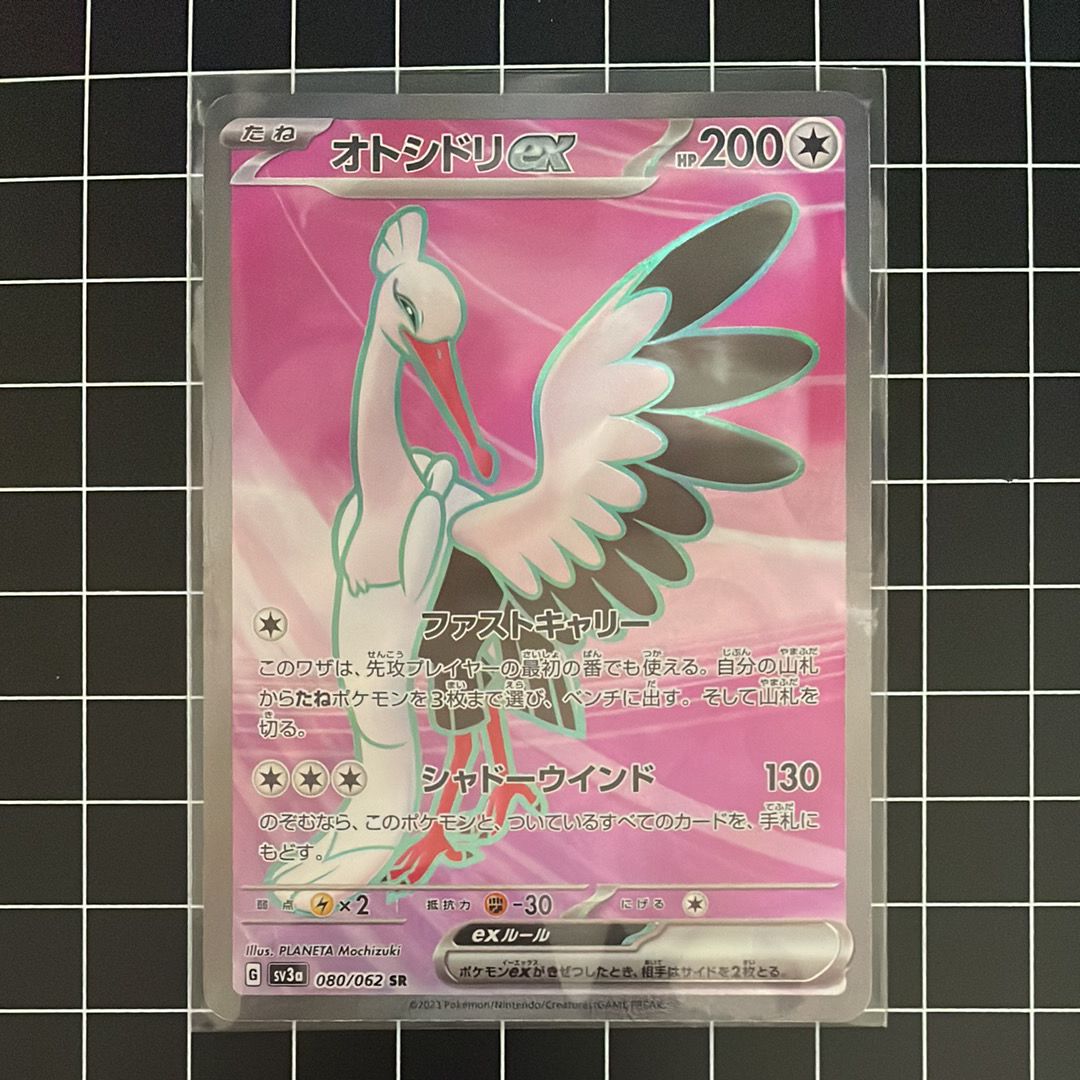 たね オトシドリex HP200
ファストキャリー
このワザは、先攻プレイヤーの最初の番でも使える。自分の山札
からたねポケモンを3枚まで選び、ベンチに出す。そして山札を
切る。
シャドーウインド 130
のぞむなら、このポケモンと、ついているすべてのカードを、手札に
もどす。
弱点 ×2 抵抗力 -30 にげる
exルール
ポケモンexがきぜつしたとき、相手はサイドを2枚とる。
Illus. PLANETA Mochizuki
G sv3a 080/062 SR
©2023 Pokémon/Nintendo/Creatures/GAME FREAK